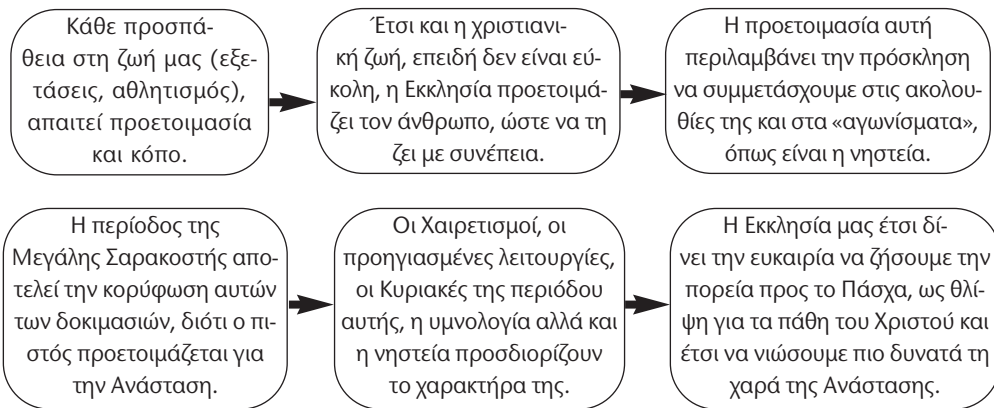 Κάθε προσπά-
θεια στη ζωή μας (εξε-
τάσεις, αθλητισμός),
απαιτεί προετοιμασία
και κόπο.
Έτσι και η χριστιανι-
κή ζωή, επειδή δεν είναι εύ-
κολη, η Εκκλησία προετοιμά-
ζει τον άνθρωπο, ώστε να τη
ζει με συνέπεια.
Η προετοιμασία αυτή
περιλαμβάνει την πρόσκληση
να συμμετάσχουμε στις ακολου-
θίες της και στα «αγωνίσματα»,
όπως είναι η νηστεία.
Η περίοδος της
Μεγάλης Σαρακοστής απο-
τελεί την κορύφωση αυτών
των δοκιμασιών, διότι ο πι-
στός προετοιμάζεται για
την Ανάσταση.
Οι Χαιρετισμοί, οι
προηγιασμένες λειτουργίες,
οι Κυριακές της περιόδου
αυτής, η υμνολογία αλλά και
η νηστεία προσδιορίζουν
το χαρακτήρα της.
Η Εκκλησία μας έτσι δί-
νει την ευκαιρία να ζήσουμε την
πορεία προς το Πάσχα, ως θλί-
ψη για τα πάθη του Χριστού και
έτσι να νιώσουμε πιο δυνατά τη
χαρά της Ανάστασης.